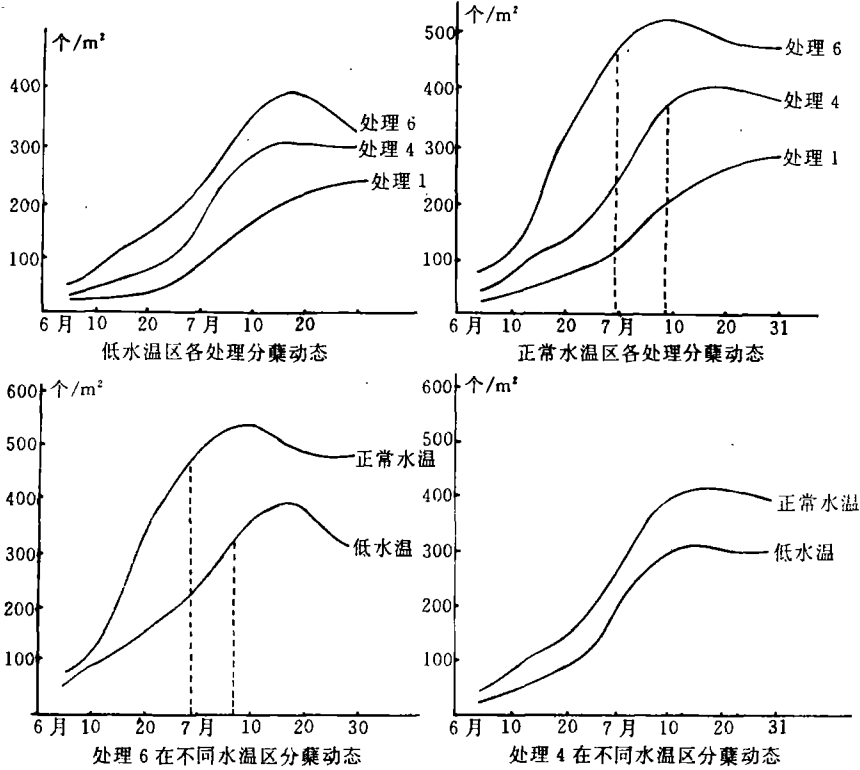 个/m²
400
300
200
100
处理6
处理4
处理1
6月 10 20 7月 10 20
低水温区各处理分蘖动态
个/m²
500
400
300
200
100
处理6
处理4
处理1
6月 10 20 7月 10 20 31
正常水温区各处理分蘖动态
600
个/m²
500
400
300
200
100
正常水温
低水温
6月 10 20 7月 10 20 30
处理6在不同水温区分蘖动态
600
个/m²
500
400
300
200
100
正常水温
低水温
6月 10 20 7月 10 20 31
处理4在不同水温区分蘖动态